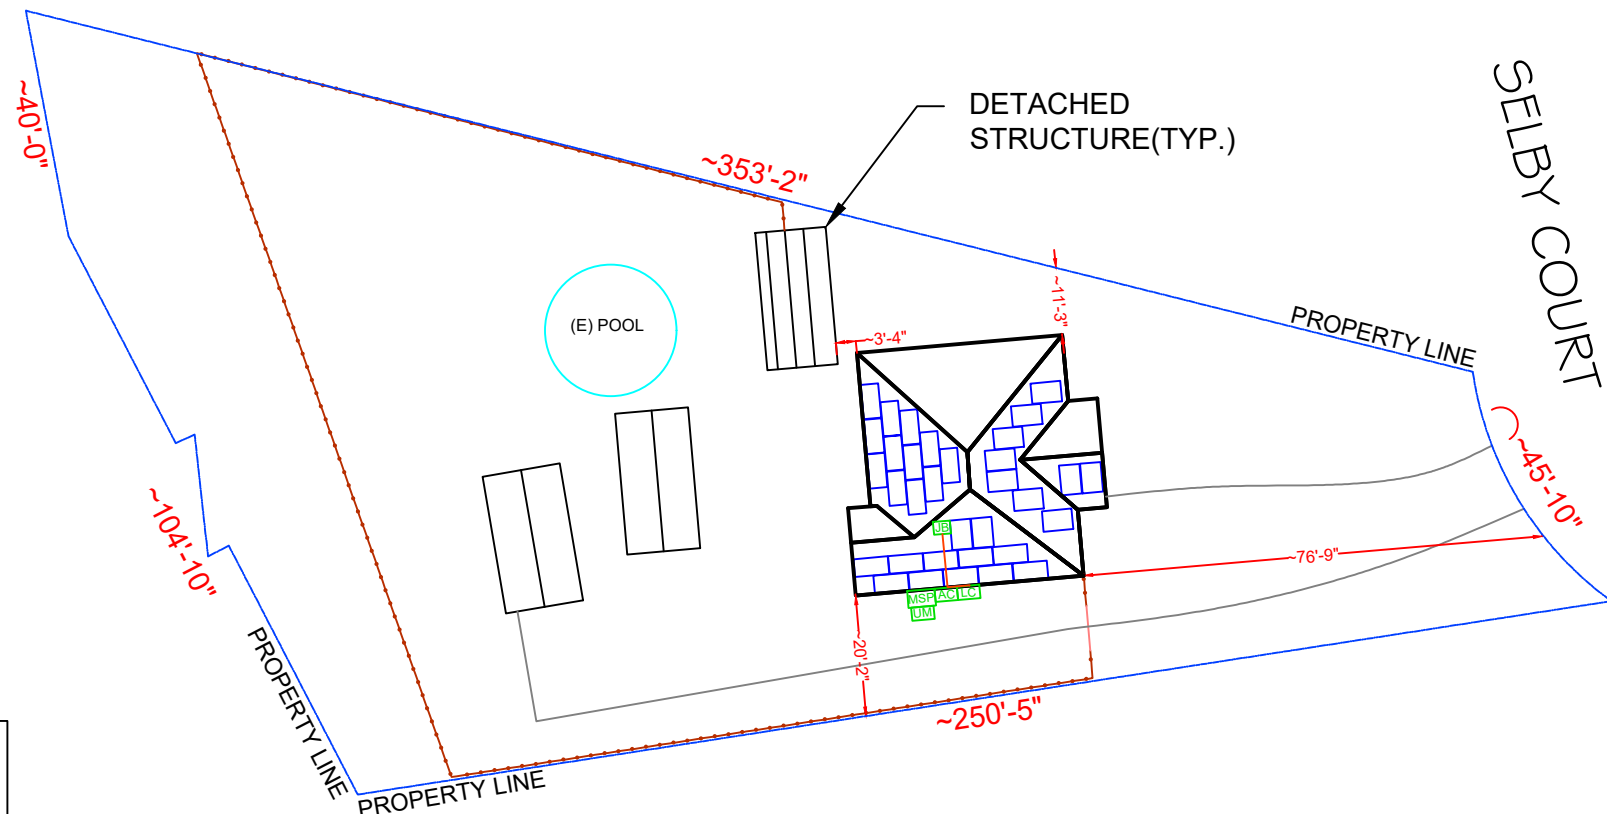 ~40'-0"
~353'-2"
DETACHED
STRUCTURE(TYP.)
SELBY COURT
~11'-3"
(E) POOL
~3'-4"
PROPERTY LINE
~45'-10"
~104'-10"
JB
~76'-9"
MSP
AC
LC
UM
~20'-2"
PROPERTY LINE
~250'-5"
PROPERTY LINE